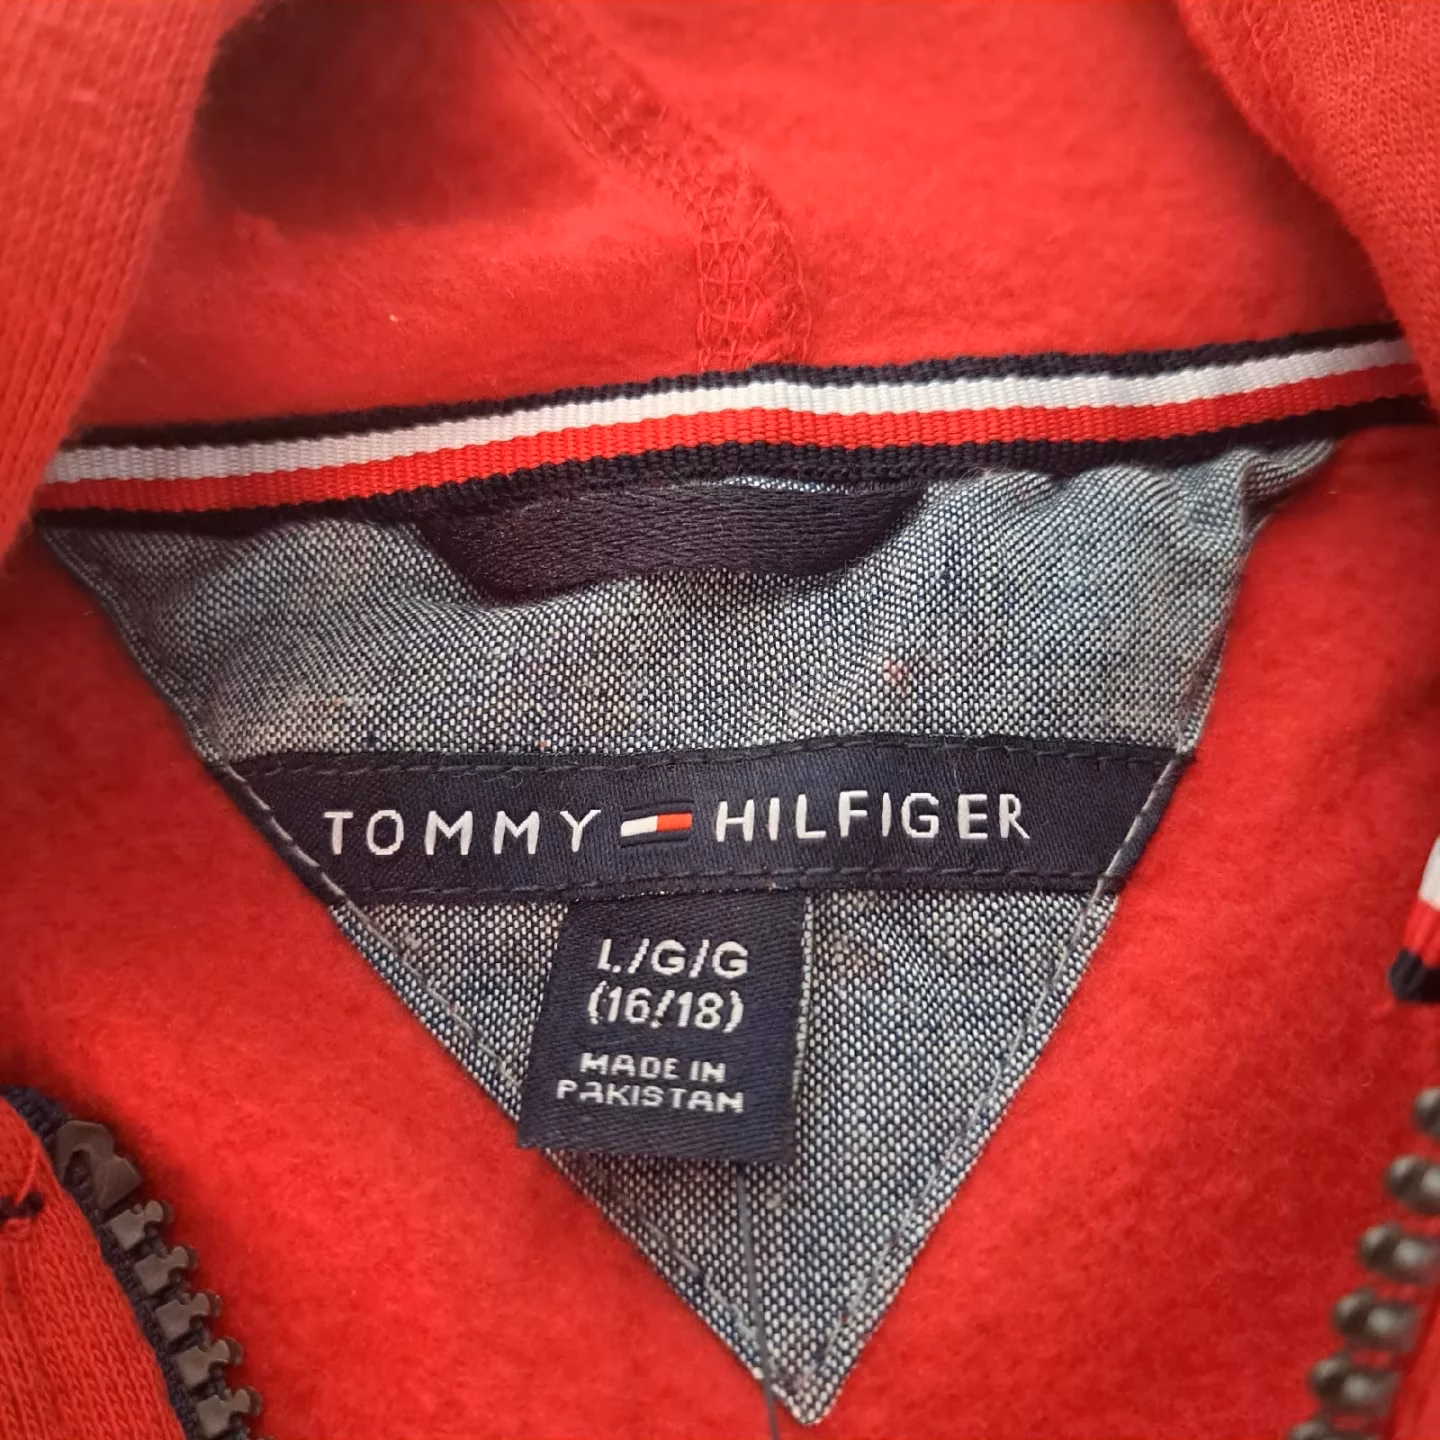 TOMMY HILFIGER
L/G/G
(16/18)
MADE IN
PAKISTAN